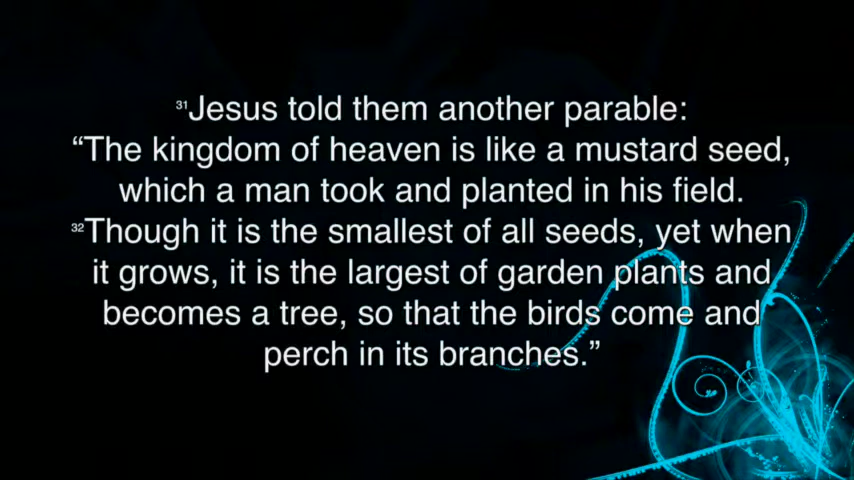 31Jesus told them another parable:
“The kingdom of heaven is like a mustard seed,
which a man took and planted in his field.
32Though it is the smallest of all seeds, yet when
it grows, it is the largest of garden plants and
becomes a tree, so that the birds come and
perch in its branches.”